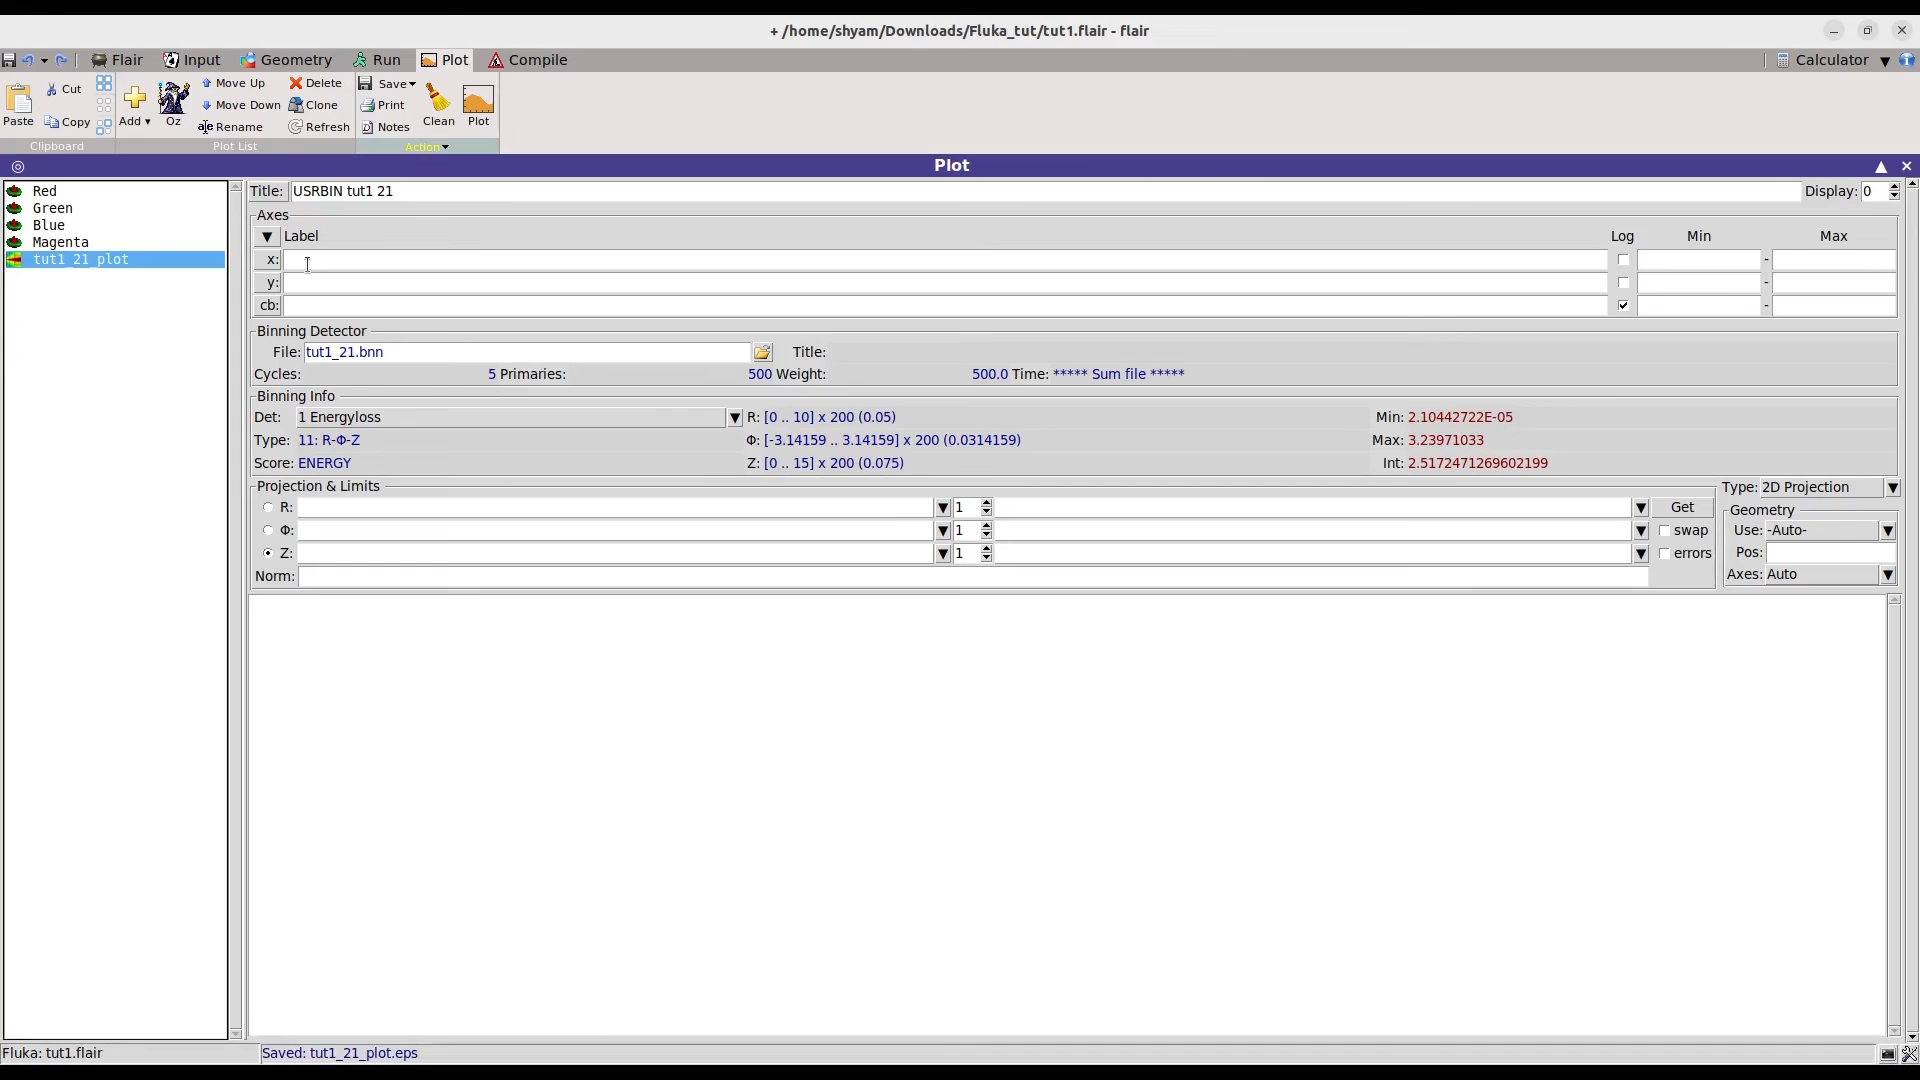 + /home/shyam/Downloads/Fluka_tut/tut1.flair - flair
Flair Input Geometry Run Plot Compile Calculator
Paste Cut Copy Add Oz Move Up Move Down Rename Delete Clone Refresh Save Print Notes Clean Plot
Clipboard Plot List Action
Plot
Red
Green
Blue
Magenta
tut1_21_plot
Title: USRBIN tut1 21 Display: 0
Axes
Label Log Min Max
x: -
y: -
cb: -
Binning Detector
File: tut1_21.bnn Title:
Cycles: 5 Primaries: 500 Weight: 500.0 Time: ***** Sum file *****
Binning Info
Det: 1 Energyloss R: [0 .. 10] x 200 (0.05) Min: 2.10442722E-05
Type: 11: R-Φ-Z Φ: [-3.14159 .. 3.14159] x 200 (0.0314159) Max: 3.23971033
Score: ENERGY Z: [0 .. 15] x 200 (0.075) Int: 2.5172471269602199
Projection & Limits Type: 2D Projection
R: 1 Get Geometry
Φ: 1 swap Use: -Auto-
Z: 1 errors Pos:
Norm: Axes: Auto
Fluka: tut1.flair Saved: tut1_21_plot.eps